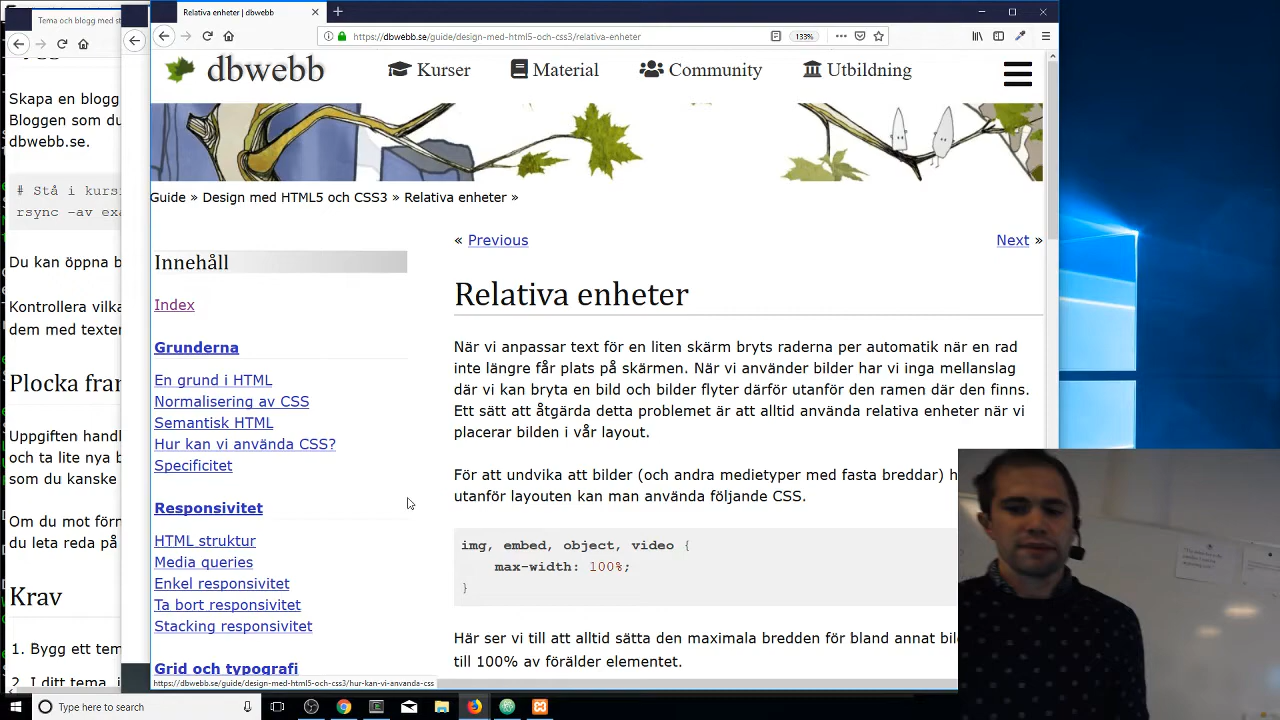 Tema och blogg med st
Relativa enheter | dbwebb
https://dbwebb.se/guide/design-med-html5-och-css3/relativa-enheter
133%
dbwebb
Kurser
Material
Community
Utbildning
Guide » Design med HTML5 och CSS3 » Relativa enheter »
« Previous
Next »
Innehåll
Index
Grunderna
En grund i HTML
Normalisering av CSS
Semantisk HTML
Hur kan vi använda CSS?
Specificitet
Responsivitet
HTML struktur
Media queries
Enkel responsivitet
Ta bort responsivitet
Stacking responsivitet
Grid och typografi
Relativa enheter
När vi anpassar text för en liten skärm bryts raderna per automatik när en rad
inte längre får plats på skärmen. När vi använder bilder har vi inga mellanslag
där vi kan bryta en bild och bilder flyter därför utanför den ramen där den finns.
Ett sätt att åtgärda detta problemet är att alltid använda relativa enheter när vi
placerar bilden i vår layout.
För att undvika att bilder (och andra medietyper med fasta breddar) h
utanför layouten kan man använda följande CSS.
img, embed, object, video {
max-width: 100%;
}
Här ser vi till att alltid sätta den maximala bredden för bland annat bil
till 100% av förälder elementet.
https://dbwebb.se/guide/design-med-html5-och-css3/hur-kan-vi-anvanda-css
Skapa en blogg
Bloggen som du
dbwebb.se.
# Stå i kursk
rsync -av exa
Du kan öppna b
Kontrollera vilka
dem med texter
Plocka fran
Uppgiften handl
och ta lite nya b
som du kanske
Om du mot förn
du leta reda på
Krav
1. Bygg ett tem
2. I ditt tema, i
Type here to search